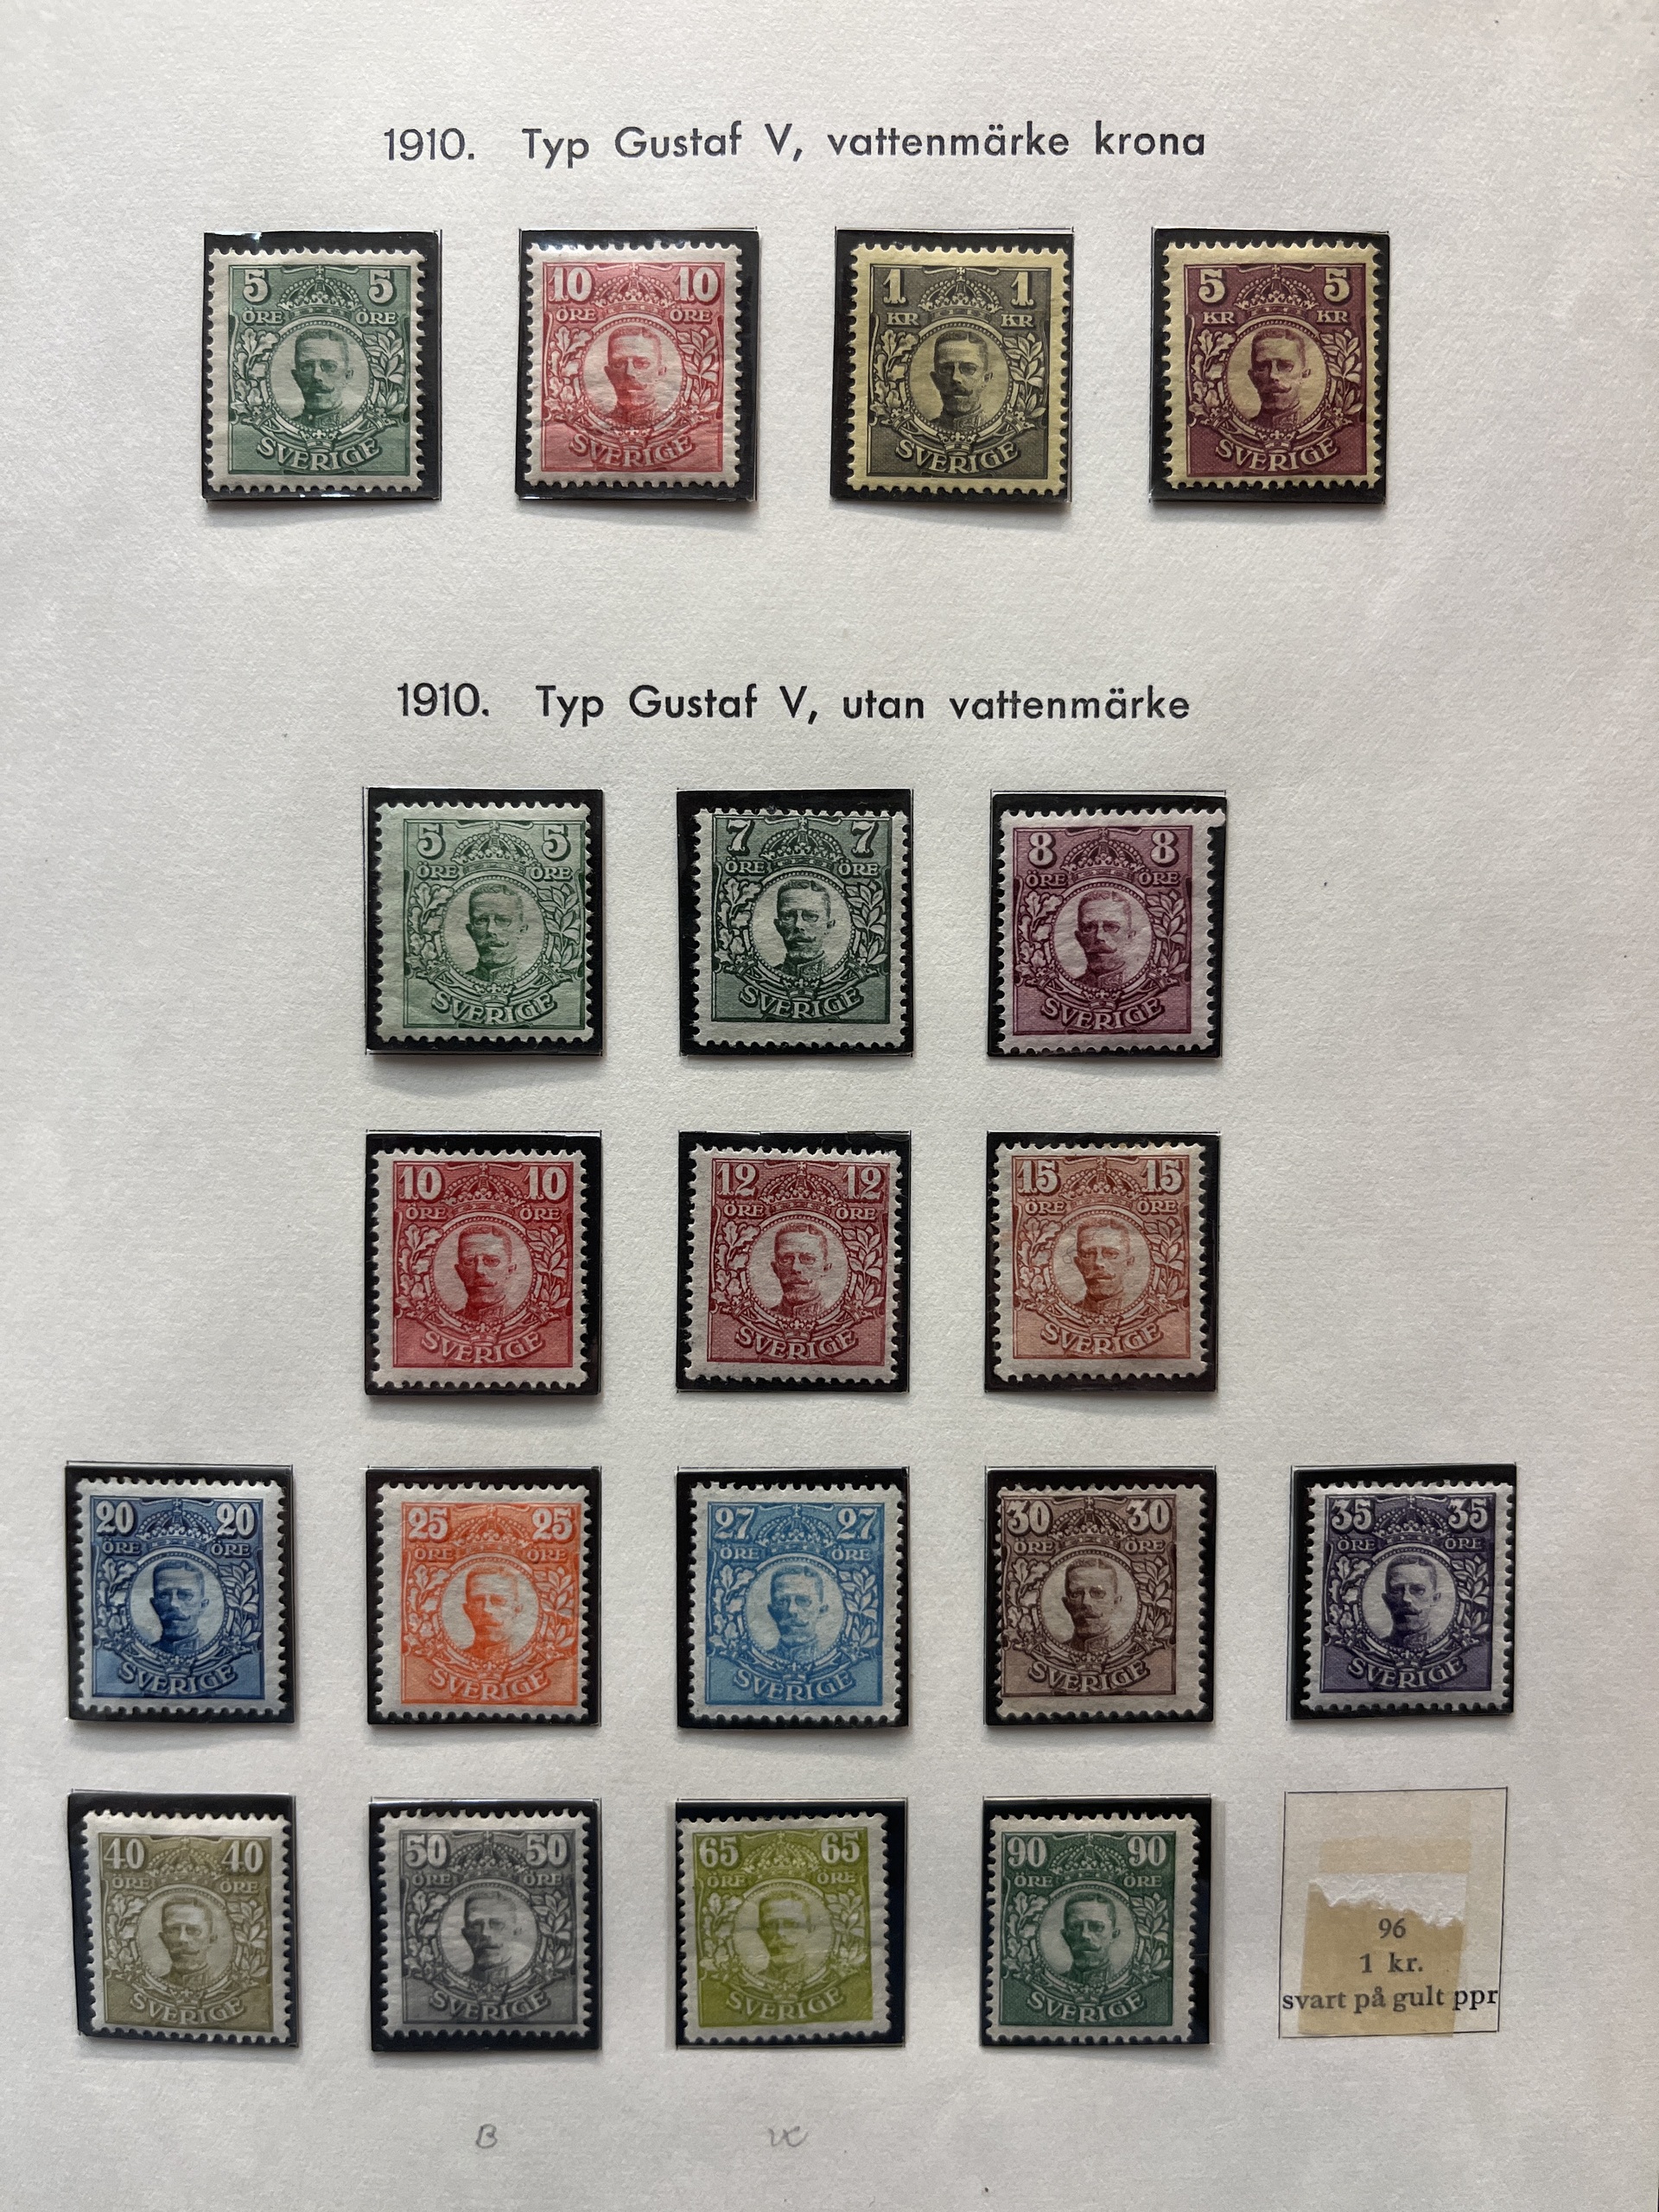 1910. Typ Gustaf V, vattenmärke krona
5 5
ÖRE ÖRE
SVERIGE
10 10
ÖRE ÖRE
SVERIGE
1 1
KR KR
SVERIGE
5 5
KR KR
SVERIGE
1910. Typ Gustaf V, utan vattenmärke
5 5
ÖRE ÖRE
SVERIGE
7 7
ÖRE ÖRE
SVERIGE
8 8
ÖRE ÖRE
SVERIGE
10 10
ÖRE ÖRE
SVERIGE
12 12
ÖRE ÖRE
SVERIGE
15 15
ÖRE ÖRE
SVERIGE
20 20
ÖRE ÖRE
SVERIGE
25 25
ÖRE ÖRE
SVERIGE
27 27
ÖRE ÖRE
SVERIGE
30 30
ÖRE ÖRE
SVERIGE
35 35
ÖRE ÖRE
SVERIGE
40 40
ÖRE ÖRE
SVERIGE
50 50
ÖRE ÖRE
SVERIGE
65 65
ÖRE ÖRE
SVERIGE
90 90
ÖRE ÖRE
SVERIGE
96
1 kr.
svart på gult ppr
B